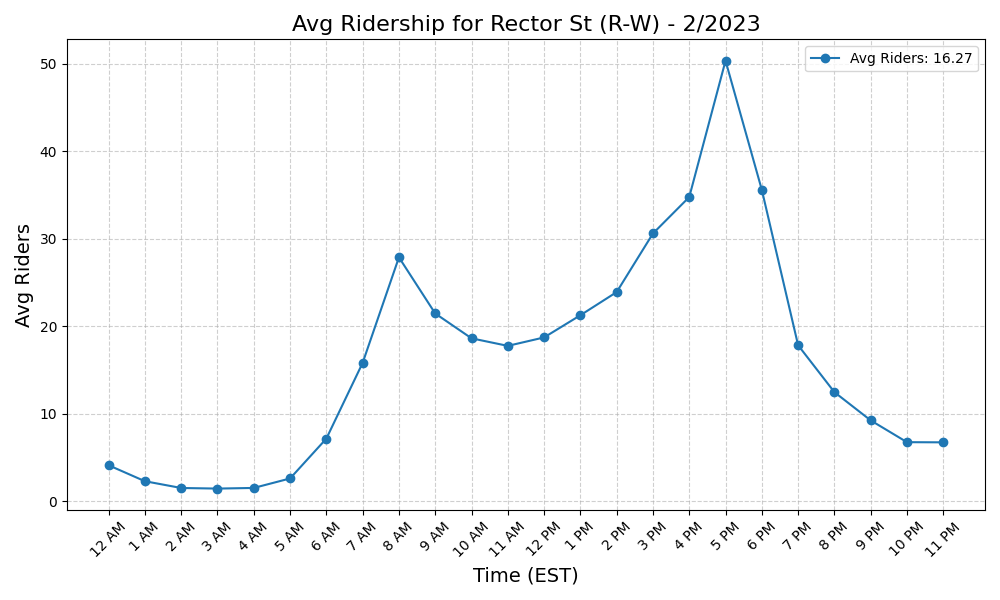 Avg Ridership for Rector St (R-W) - 2/2023
Avg Riders: 16.27
Avg Riders
50
40
30
20
10
0
12 AM
1 AM
2 AM
3 AM
4 AM
5 AM
6 AM
7 AM
8 AM
9 AM
10 AM
11 AM
12 PM
1 PM
2 PM
3 PM
4 PM
5 PM
6 PM
7 PM
8 PM
9 PM
10 PM
11 PM
Time (EST)